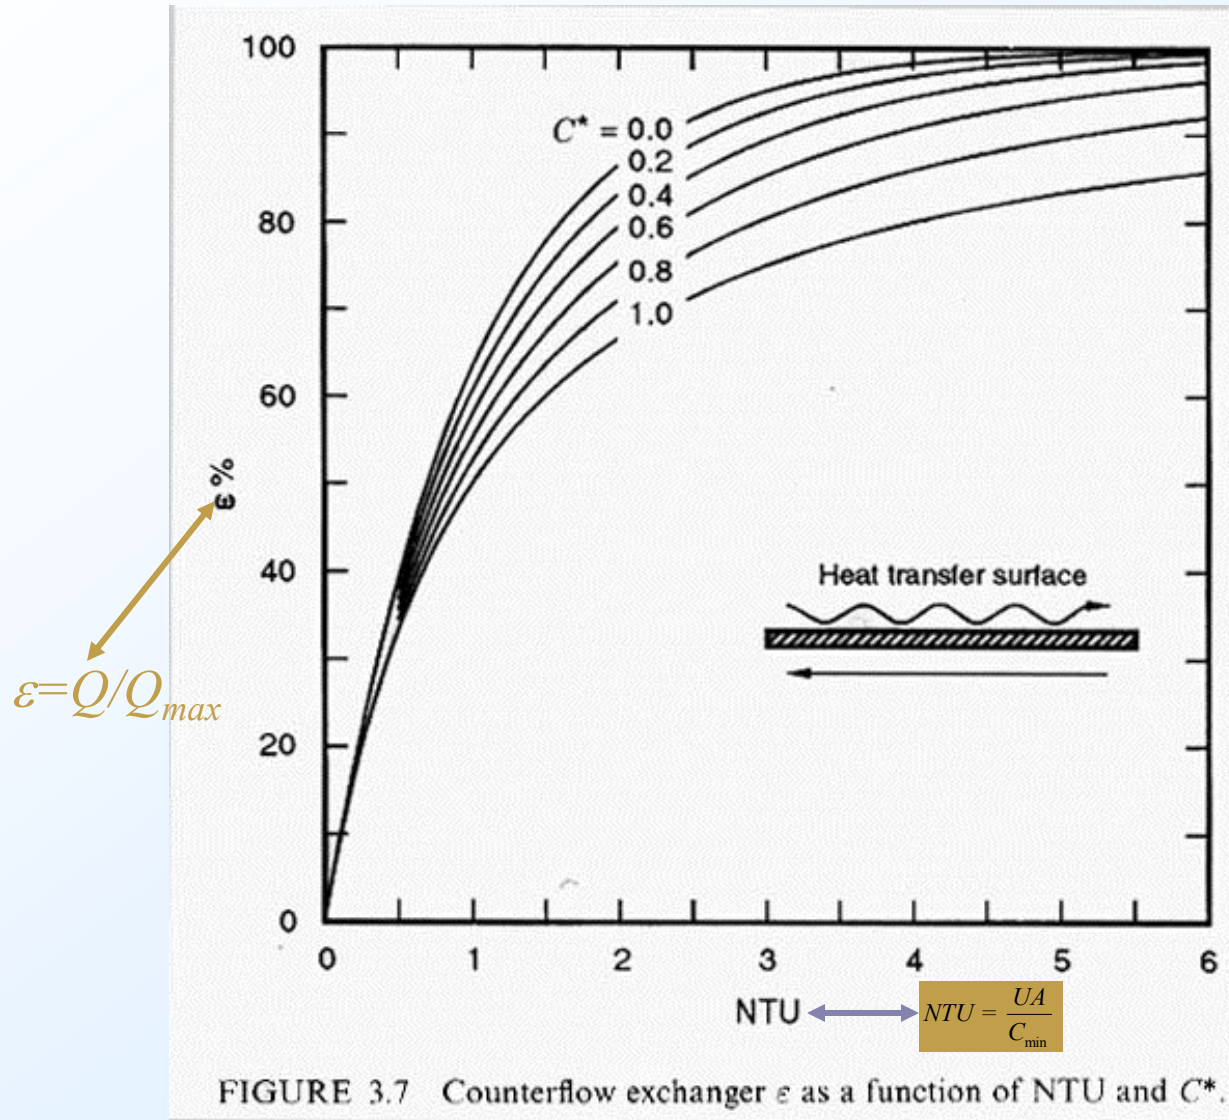 100
C* = 0.0
0.2
0.4
0.6
0.8
1.0
80
60
ε %
40
Heat transfer surface
ε=Q/Qmax
20
0
0 1 2 3 4 5 6
NTU
NTU = UA / Cmin
FIGURE 3.7 Counterflow exchanger ε as a function of NTU and C*.